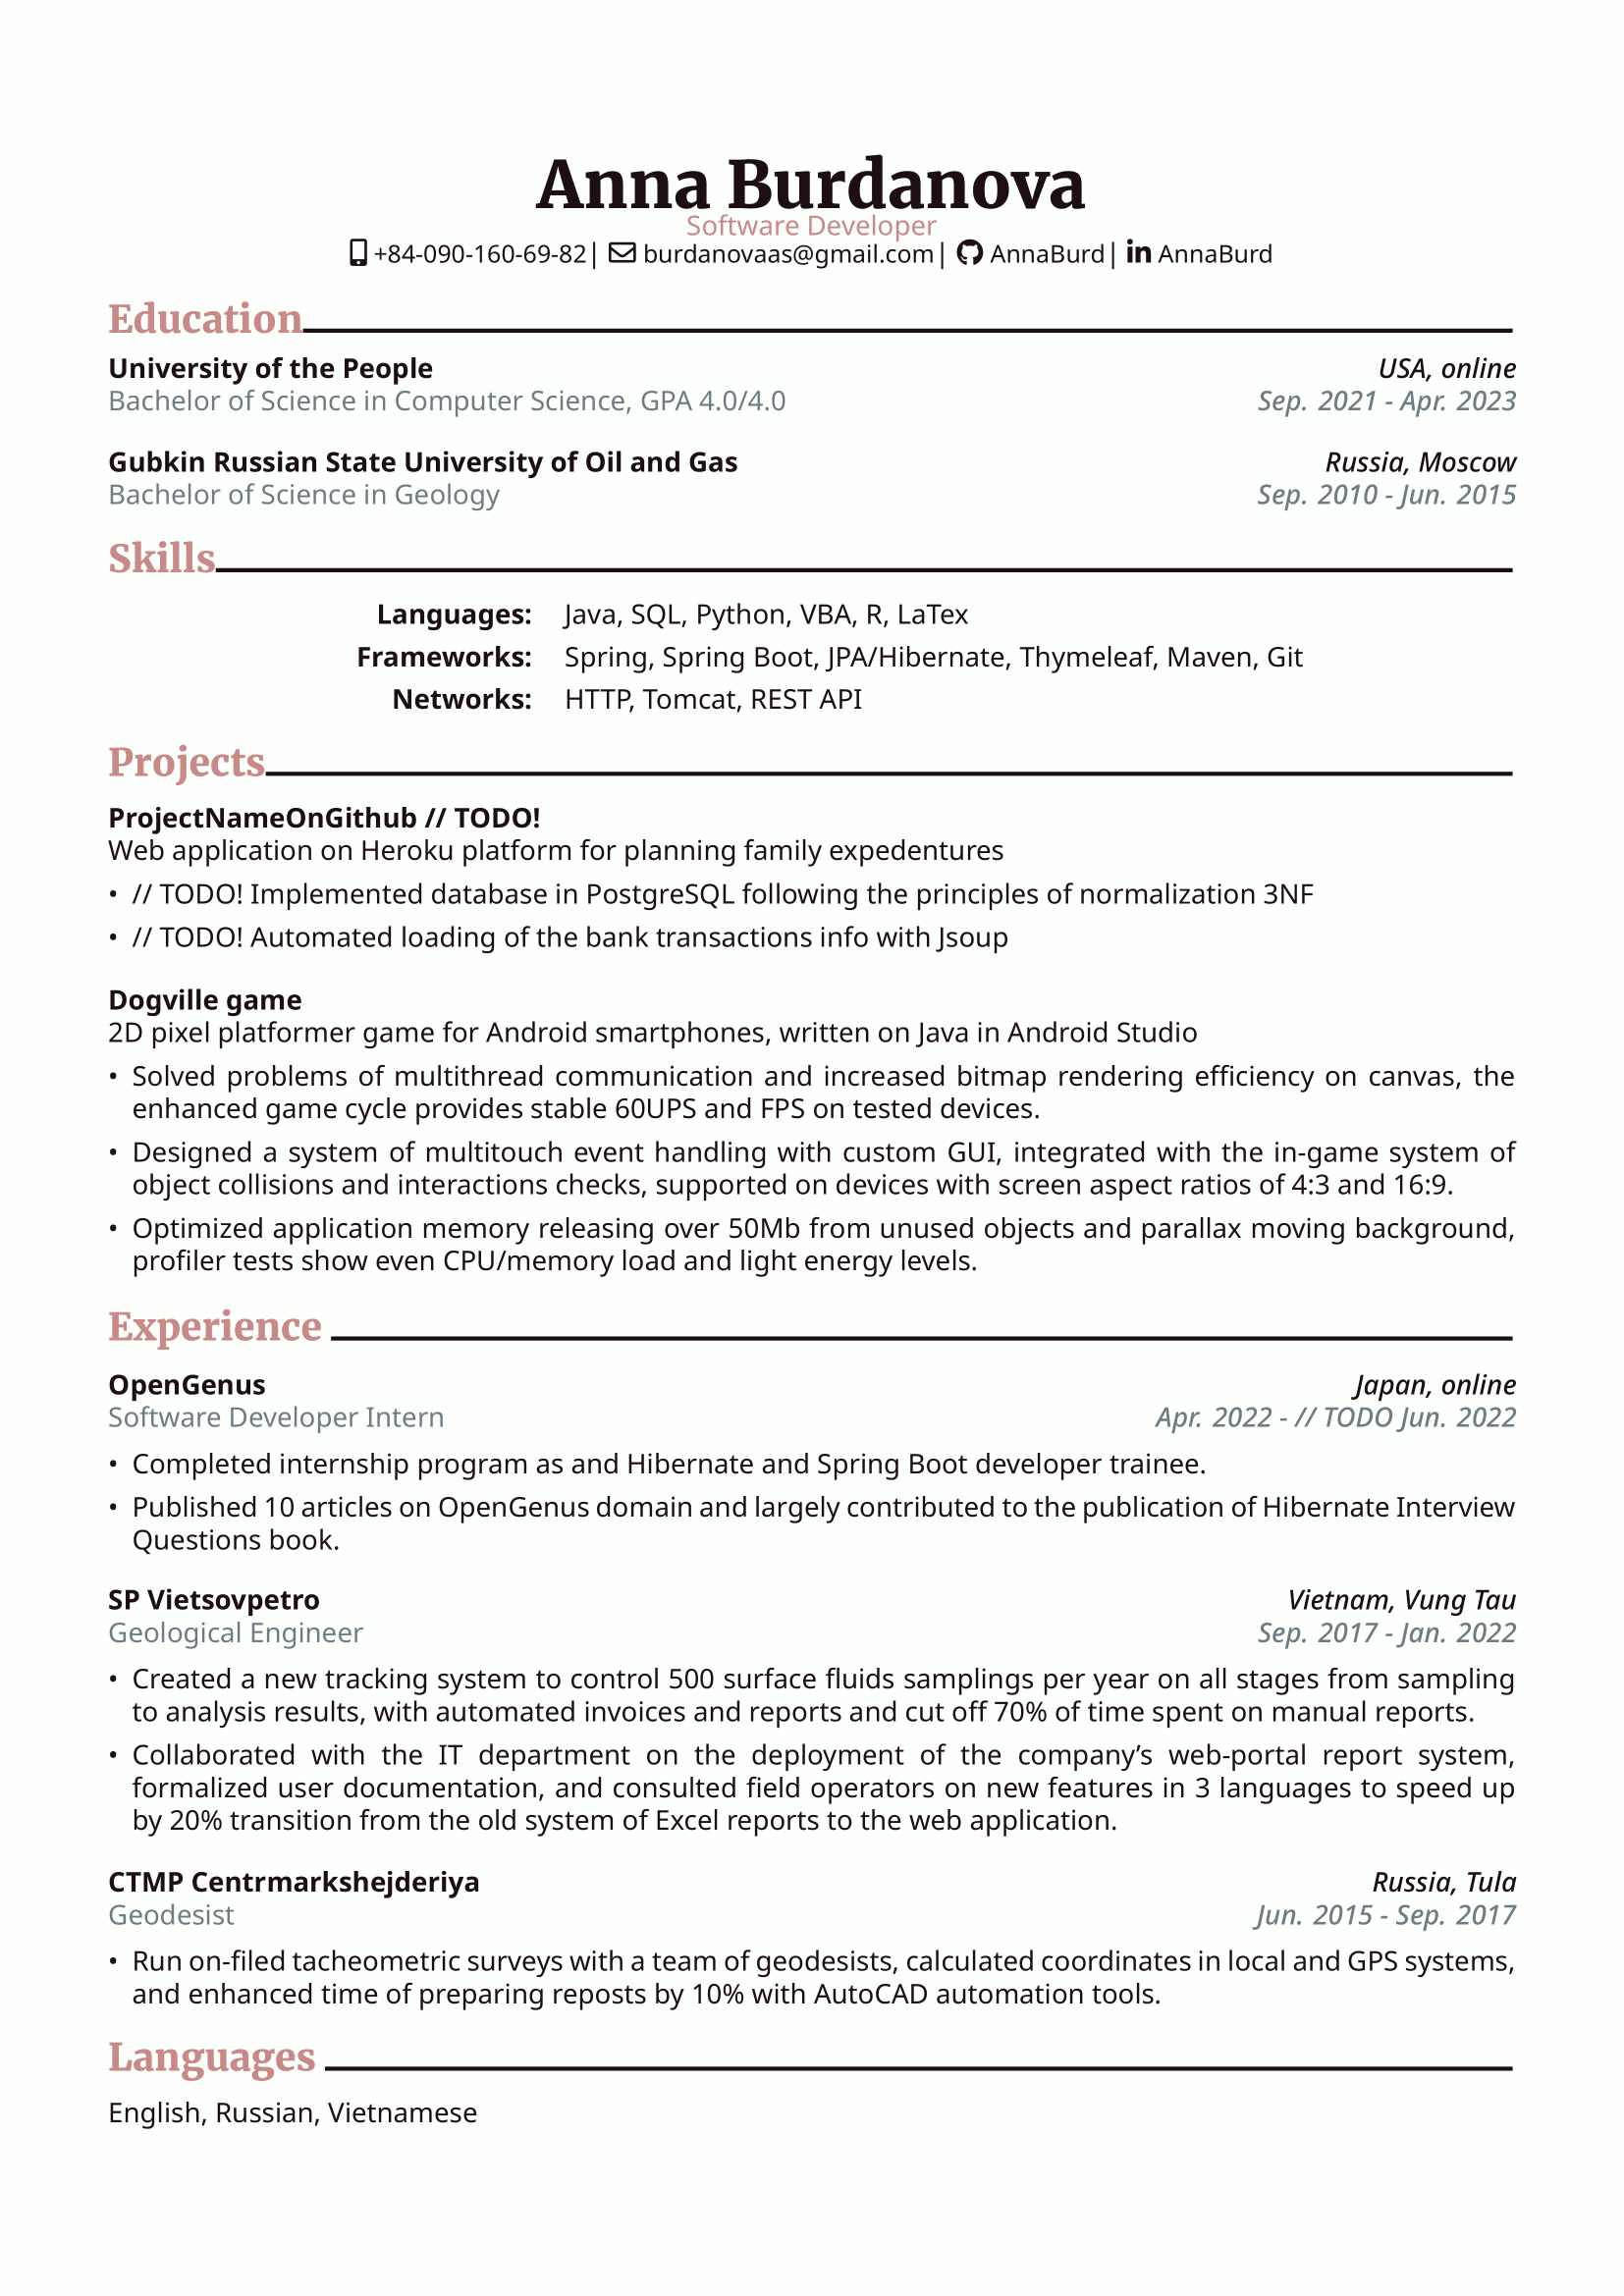 Anna Burdanova
Software Developer
+84-090-160-69-82| burdanovaas@gmail.com| AnnaBurd| AnnaBurd
Education
University of the People USA, online
Bachelor of Science in Computer Science, GPA 4.0/4.0 Sep. 2021 - Apr. 2023
Gubkin Russian State University of Oil and Gas Russia, Moscow
Bachelor of Science in Geology Sep. 2010 - Jun. 2015
Skills
Languages: Java, SQL, Python, VBA, R, LaTex
Frameworks: Spring, Spring Boot, JPA/Hibernate, Thymeleaf, Maven, Git
Networks: HTTP, Tomcat, REST API
Projects
ProjectNameOnGithub // TODO!
Web application on Heroku platform for planning family expedentures
• // TODO! Implemented database in PostgreSQL following the principles of normalization 3NF
• // TODO! Automated loading of the bank transactions info with Jsoup
Dogville game
2D pixel platformer game for Android smartphones, written on Java in Android Studio
• Solved problems of multithread communication and increased bitmap rendering efficiency on canvas, the
enhanced game cycle provides stable 60UPS and FPS on tested devices.
• Designed a system of multitouch event handling with custom GUI, integrated with the in-game system of
object collisions and interactions checks, supported on devices with screen aspect ratios of 4:3 and 16:9.
• Optimized application memory releasing over 50Mb from unused objects and parallax moving background,
profiler tests show even CPU/memory load and light energy levels.
Experience
OpenGenus Japan, online
Software Developer Intern Apr. 2022 - // TODO Jun. 2022
• Completed internship program as and Hibernate and Spring Boot developer trainee.
• Published 10 articles on OpenGenus domain and largely contributed to the publication of Hibernate Interview
Questions book.
SP Vietsovpetro Vietnam, Vung Tau
Geological Engineer Sep. 2017 - Jan. 2022
• Created a new tracking system to control 500 surface fluids samplings per year on all stages from sampling
to analysis results, with automated invoices and reports and cut off 70% of time spent on manual reports.
• Collaborated with the IT department on the deployment of the company’s web-portal report system,
formalized user documentation, and consulted field operators on new features in 3 languages to speed up
by 20% transition from the old system of Excel reports to the web application.
CTMP Centrmarkshejderiya Russia, Tula
Geodesist Jun. 2015 - Sep. 2017
• Run on-filed tacheometric surveys with a team of geodesists, calculated coordinates in local and GPS systems,
and enhanced time of preparing reposts by 10% with AutoCAD automation tools.
Languages
English, Russian, Vietnamese